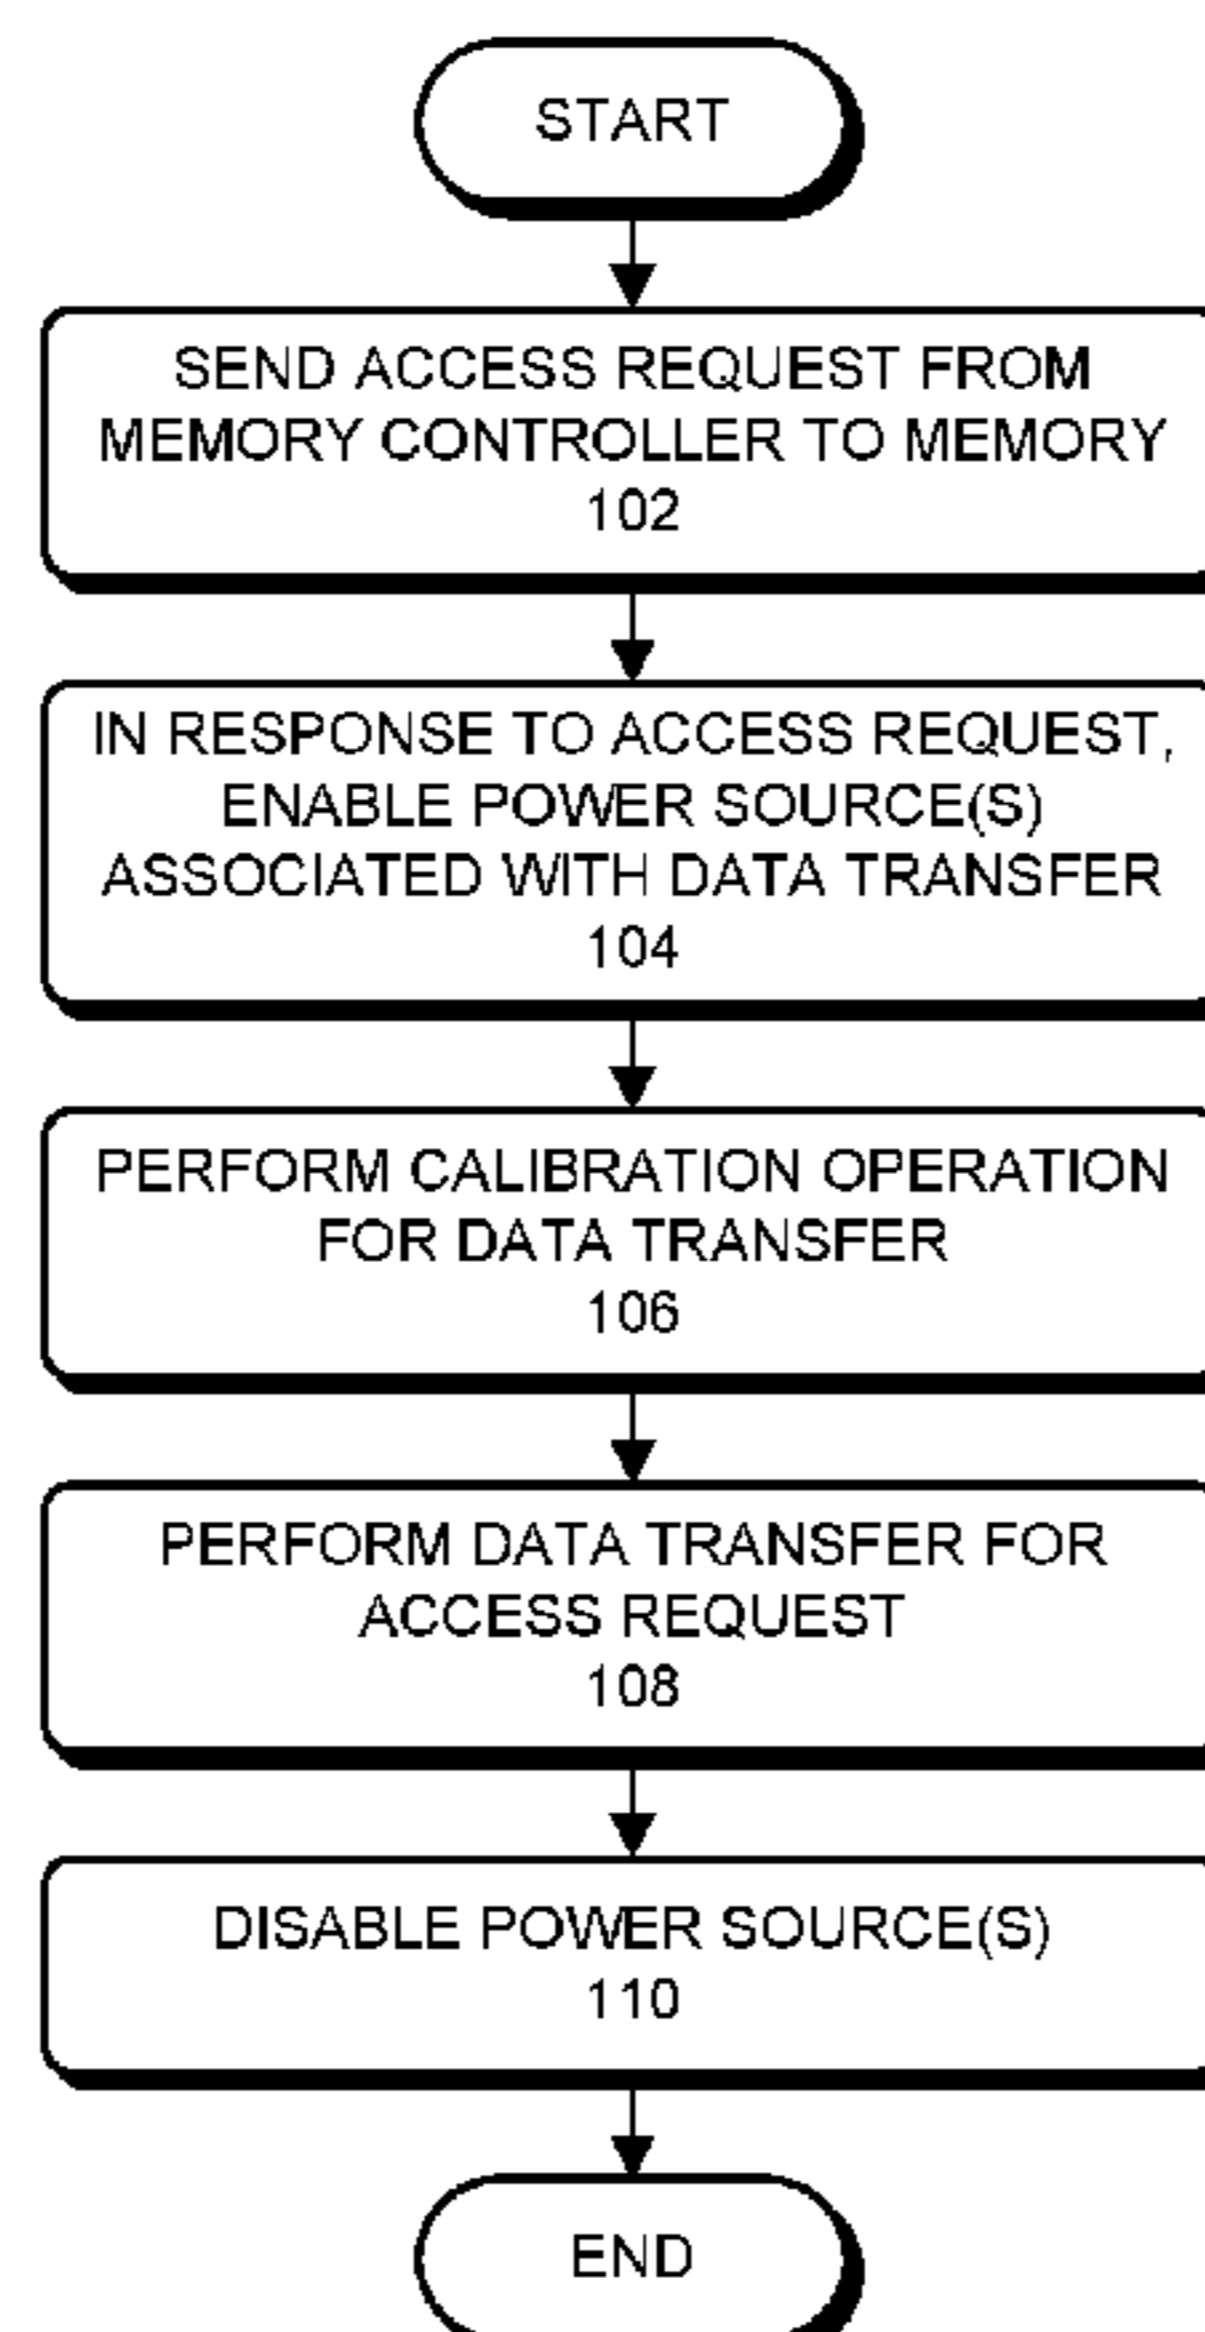 START
SEND ACCESS REQUEST FROM
MEMORY CONTROLLER TO MEMORY
102
IN RESPONSE TO ACCESS REQUEST,
ENABLE POWER SOURCE(S)
ASSOCIATED WITH DATA TRANSFER
104
PERFORM CALIBRATION OPERATION
FOR DATA TRANSFER
106
PERFORM DATA TRANSFER FOR
ACCESS REQUEST
108
DISABLE POWER SOURCE(S)
110
END